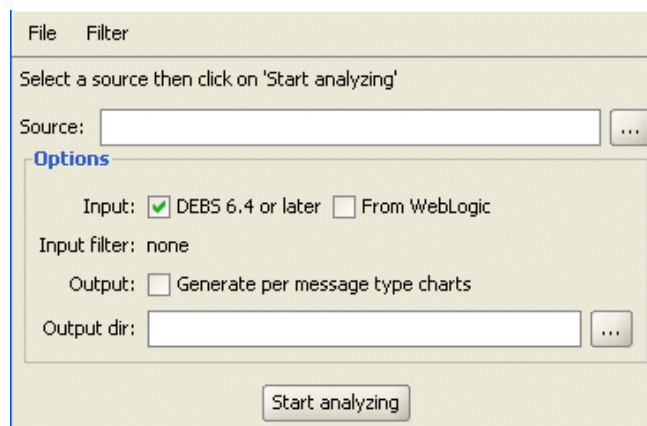 File Filter
Select a source then click on 'Start analyzing'
Source: ...
Options
Input: DEBS 6.4 or later From WebLogic
Input filter: none
Output: Generate per message type charts
Output dir: ...
Start analyzing